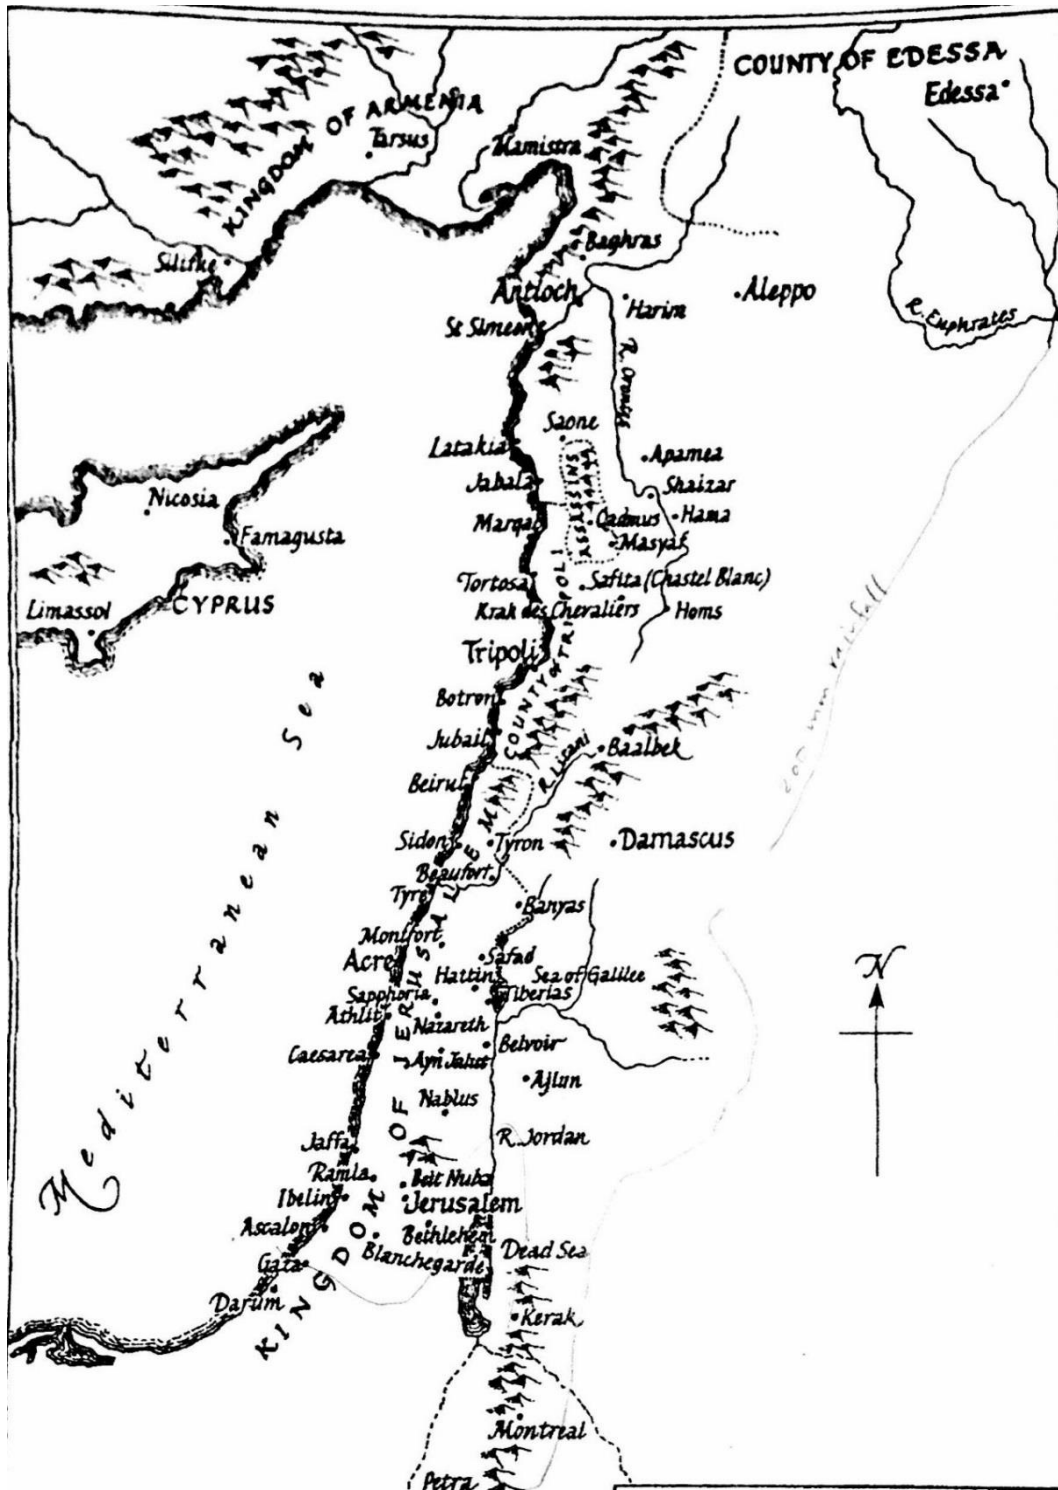 COUNTY OF EDESSA
Edessa
KINGDOM OF ARMENIA
Tarsus
Mamistra
Silifke
Baghras
Antioch
Harim
Aleppo
St Simeon
R. Euphrates
R. Orontes
Saone
Latakia
Apamea
Jabala
Shaizar
ASSASSINS
Nicosia
Marqab
Qadmus
Hama
Famagusta
Masyaf
Tortosa
Safita (Chastel Blanc)
Limassol
CYPRUS
Krak des Chevaliers
Homs
Tripoli
COUNTY of TRIPOLI
200 mm rainfall
Botron
Jubail
R. Litani
Baalbek
Beirut
Mediterranean Sea
Sidon
Tyron
Damascus
Beaufort
Tyre
Banyas
Montfort
Acre
Safad
N
Hattin
Sea of Galilee
Sapphoria
Tiberias
Athlit
Nazareth
Caesarea
Ayn Jalut
Belvoir
Ajlun
Nablus
KINGDOM OF JERUSALEM
Jaffa
R. Jordan
Ramla
Beit Nuba
Ibelin
Jerusalem
Ascalon
Bethlehem
Gaza
Blanchegarde
Dead Sea
Darum
Kerak
Montreal
Petra